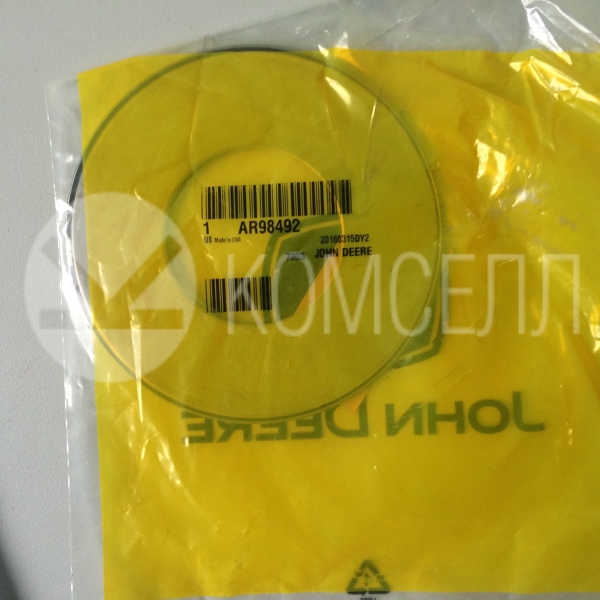 1 AR98492
US Made In USA 20160315DY2
JOHN DEERE
КОМСЕЛЛ
JOHN DEERE